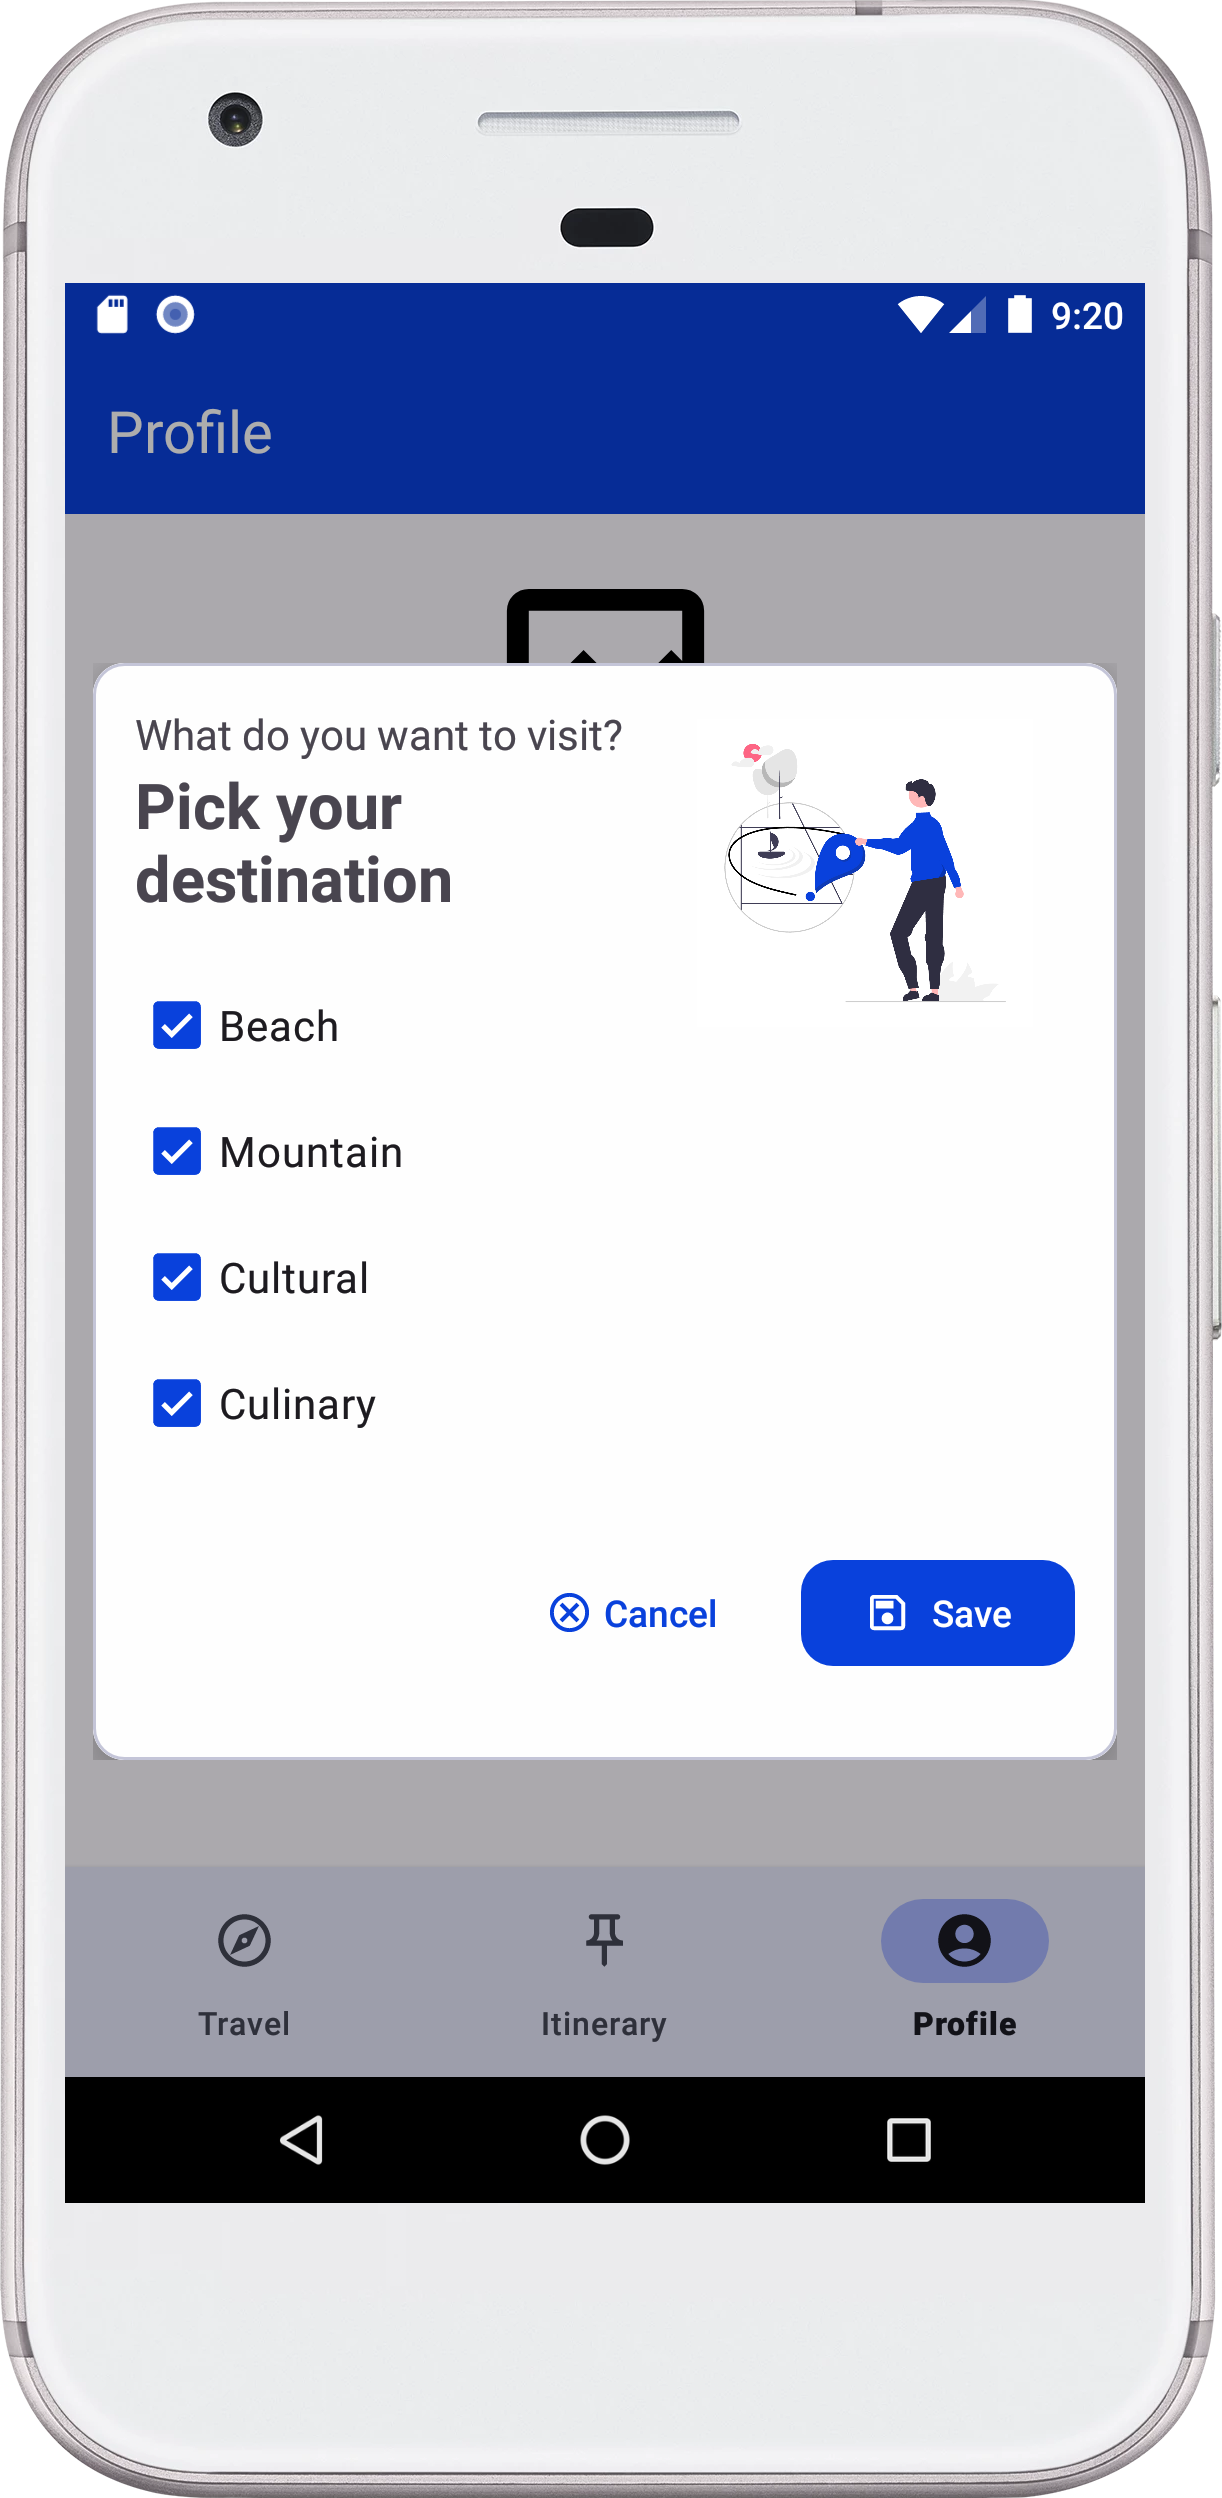 9:20
Profile
What do you want to visit?
Pick your
destination
Beach
Mountain
Cultural
Culinary
Cancel
Save
Travel
Itinerary
Profile